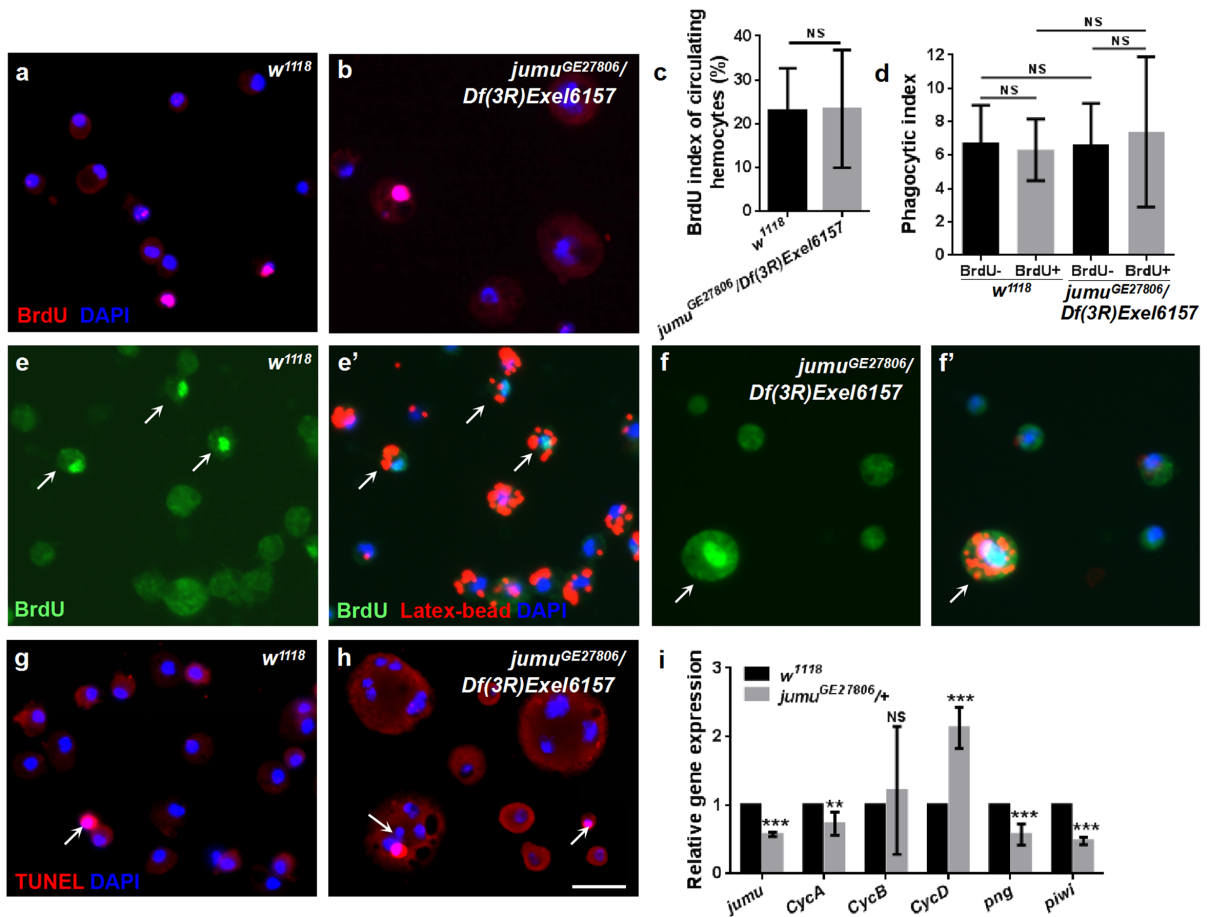 a
w1118
BrdU DAPI
b
jumuGE27806/
Df(3R)Exel6157
c
BrdU index of circulating
hemocytes (%)
NS
40
30
20
10
0
w1118
jumuGE27806/Df(3R)Exel6157
d
Phagocytic index
NS
NS
NS
NS
12
10
8
6
4
2
0
BrdU- BrdU+ BrdU- BrdU+
w1118 jumuGE27806/
Df(3R)Exel6157
e
w1118
BrdU
e’
BrdU Latex-bead DAPI
f
jumuGE27806/
Df(3R)Exel6157
f’
g
w1118
TUNEL DAPI
h
jumuGE27806/
Df(3R)Exel6157
i
Relative gene expression
w1118
jumuGE27806/+
3
2
1
0
***
**
NS
***
***
***
jumu
CycA
CycB
CycD
png
piwi